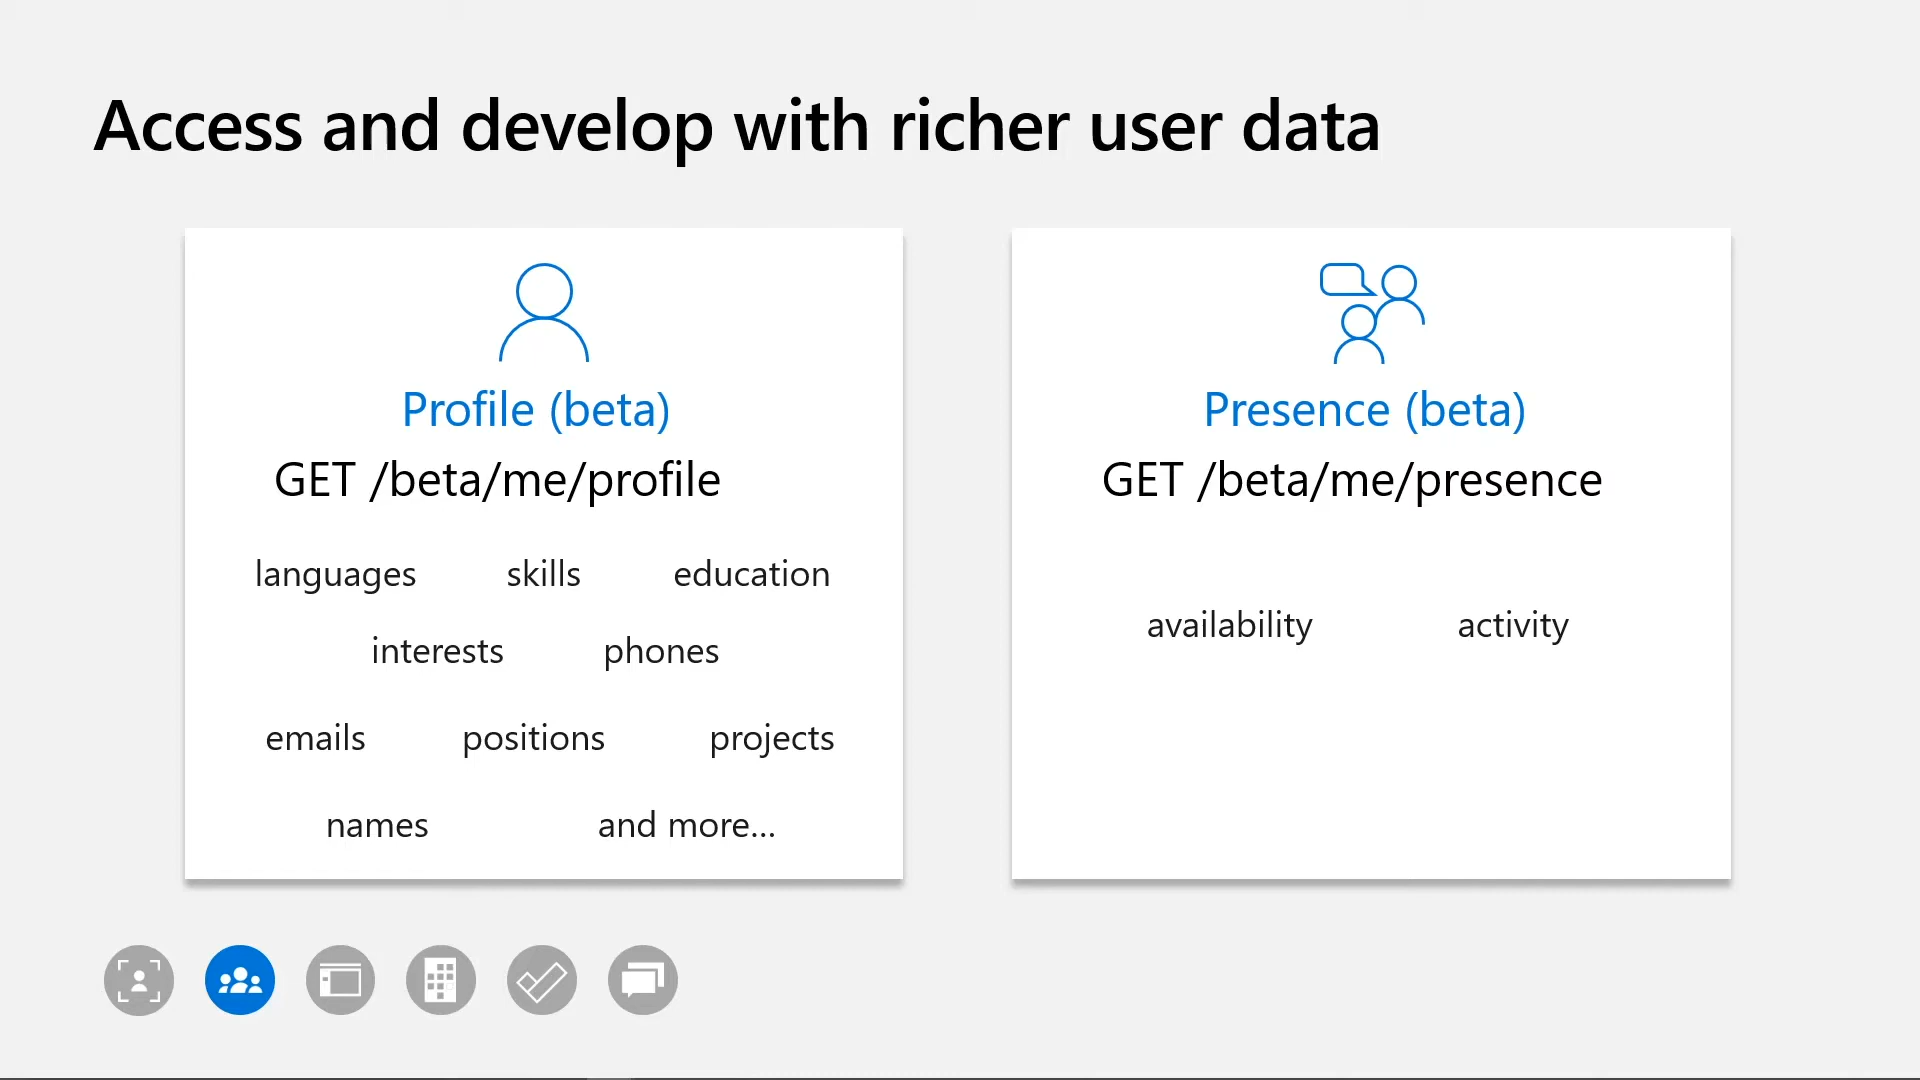 Access and develop with richer user data
Profile (beta)
GET /beta/me/profile
languages skills education
interests phones
emails positions projects
names and more...
Presence (beta)
GET /beta/me/presence
availability activity